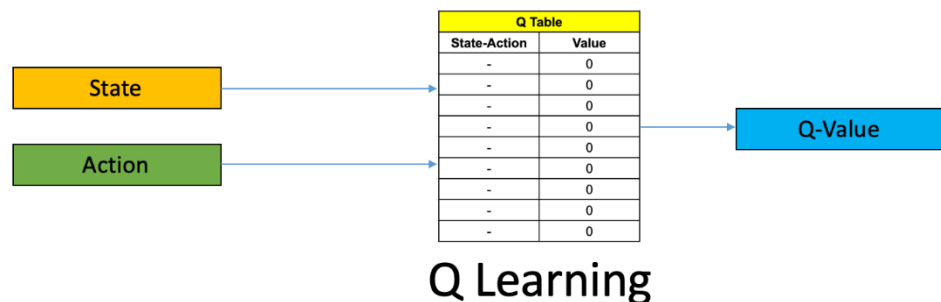 Q Table
State-Action Value
- 0
- 0
- 0
- 0
- 0
- 0
- 0
- 0
- 0
State
Action
Q-Value
Q Learning